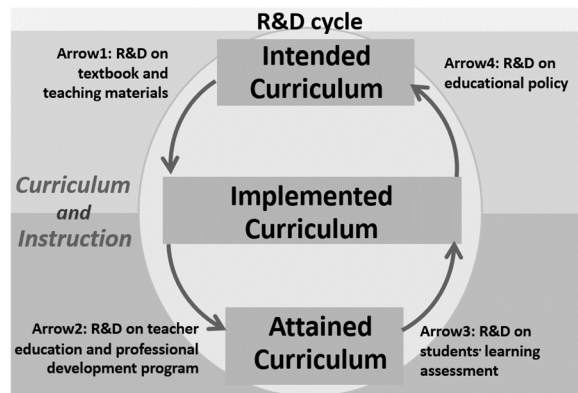 R&D cycle
Arrow1: R&D on
textbook and
teaching materials
Intended
Curriculum
Arrow4: R&D on
educational policy
Curriculum
and
Instruction
Implemented
Curriculum
Arrow2: R&D on teacher
education and professional
development program
Attained
Curriculum
Arrow3: R&D on
students' learning
assessment